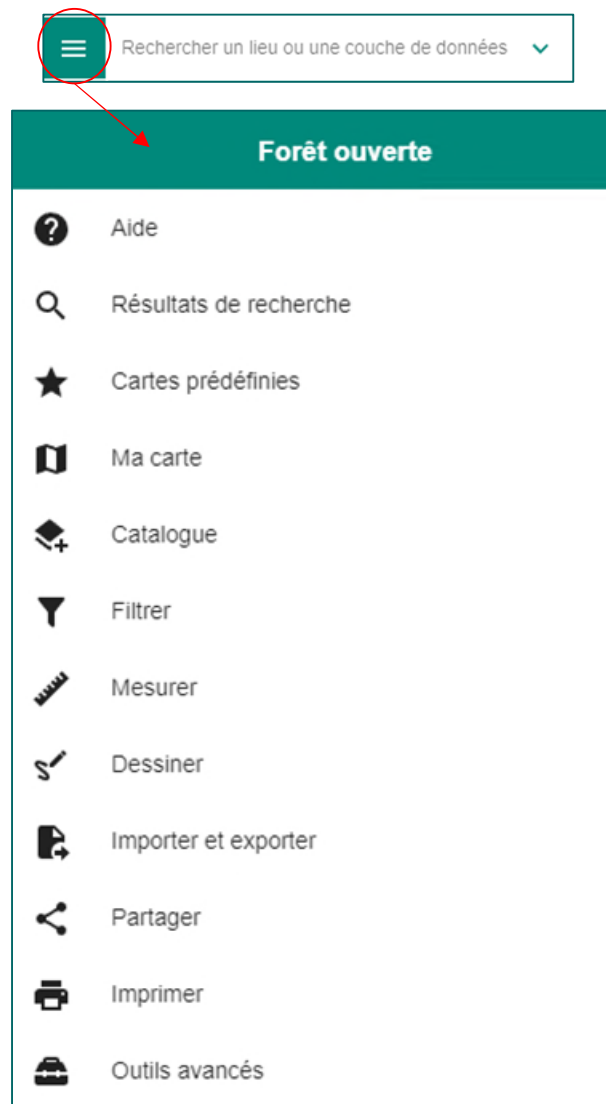 Rechercher un lieu ou une couche de données
Forêt ouverte
Aide
Résultats de recherche
Cartes prédéfinies
Ma carte
Catalogue
Filtrer
Mesurer
Dessiner
Importer et exporter
Partager
Imprimer
Outils avancés